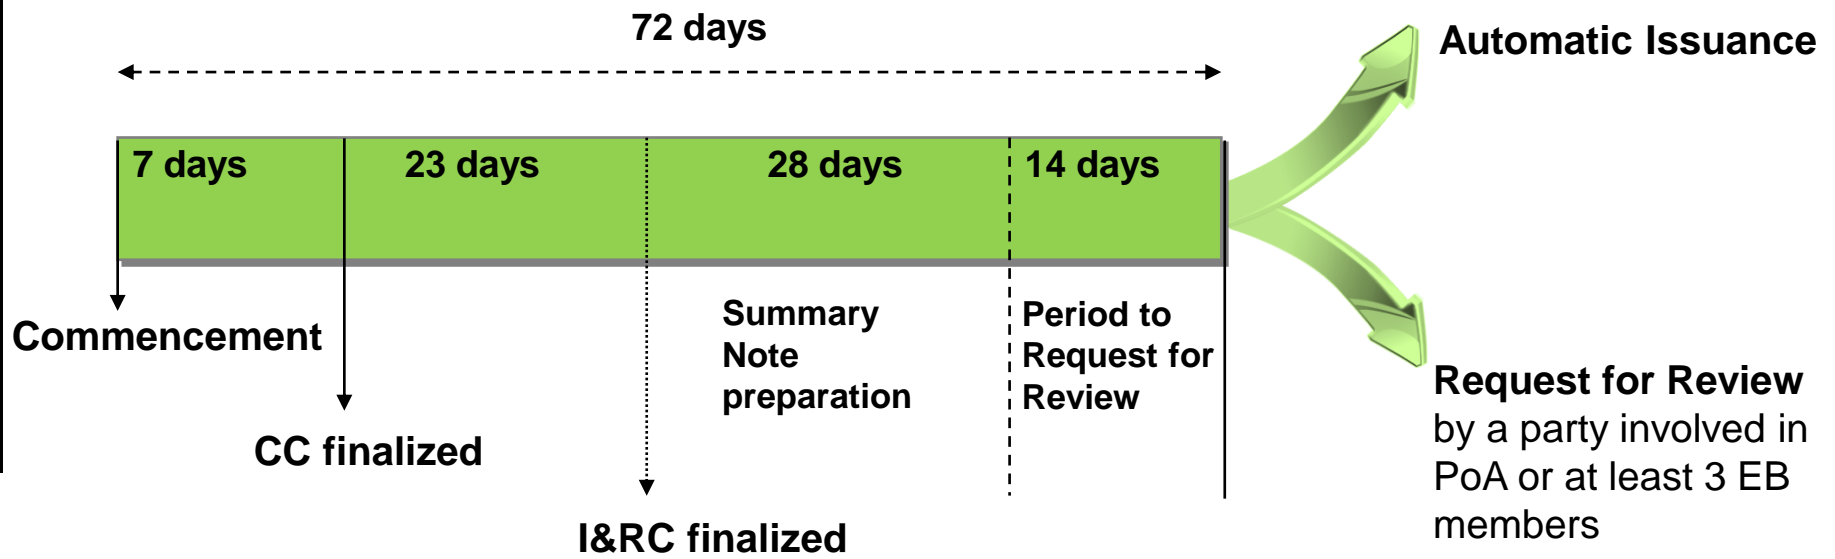 72 days
Automatic Issuance
7 days
23 days
28 days
14 days
Commencement
Summary
Note
preparation
Period to
Request for
Review
CC finalized
I&RC finalized
Request for Review
by a party involved in
PoA or at least 3 EB
members